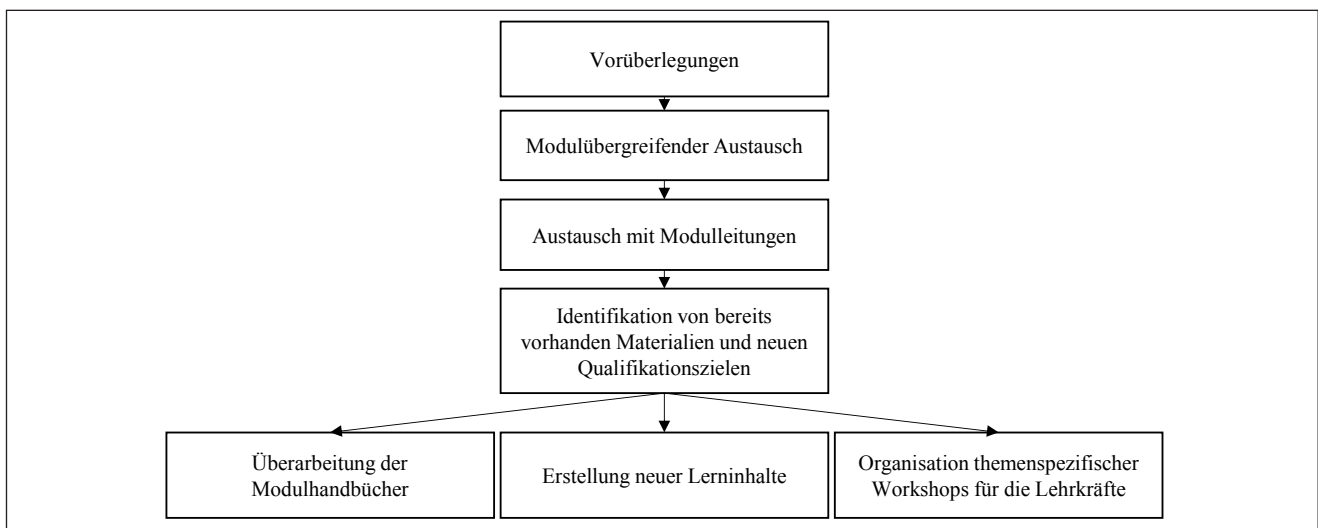 Vorüberlegungen
Modulübergreifender Austausch
Austausch mit Modulleitungen
Identifikation von bereits
vorhanden Materialien und neuen
Qualifikationszielen
Überarbeitung der
Modulhandbücher
Erstellung neuer Lerninhalte
Organisation themenspezifischer
Workshops für die Lehrkräfte